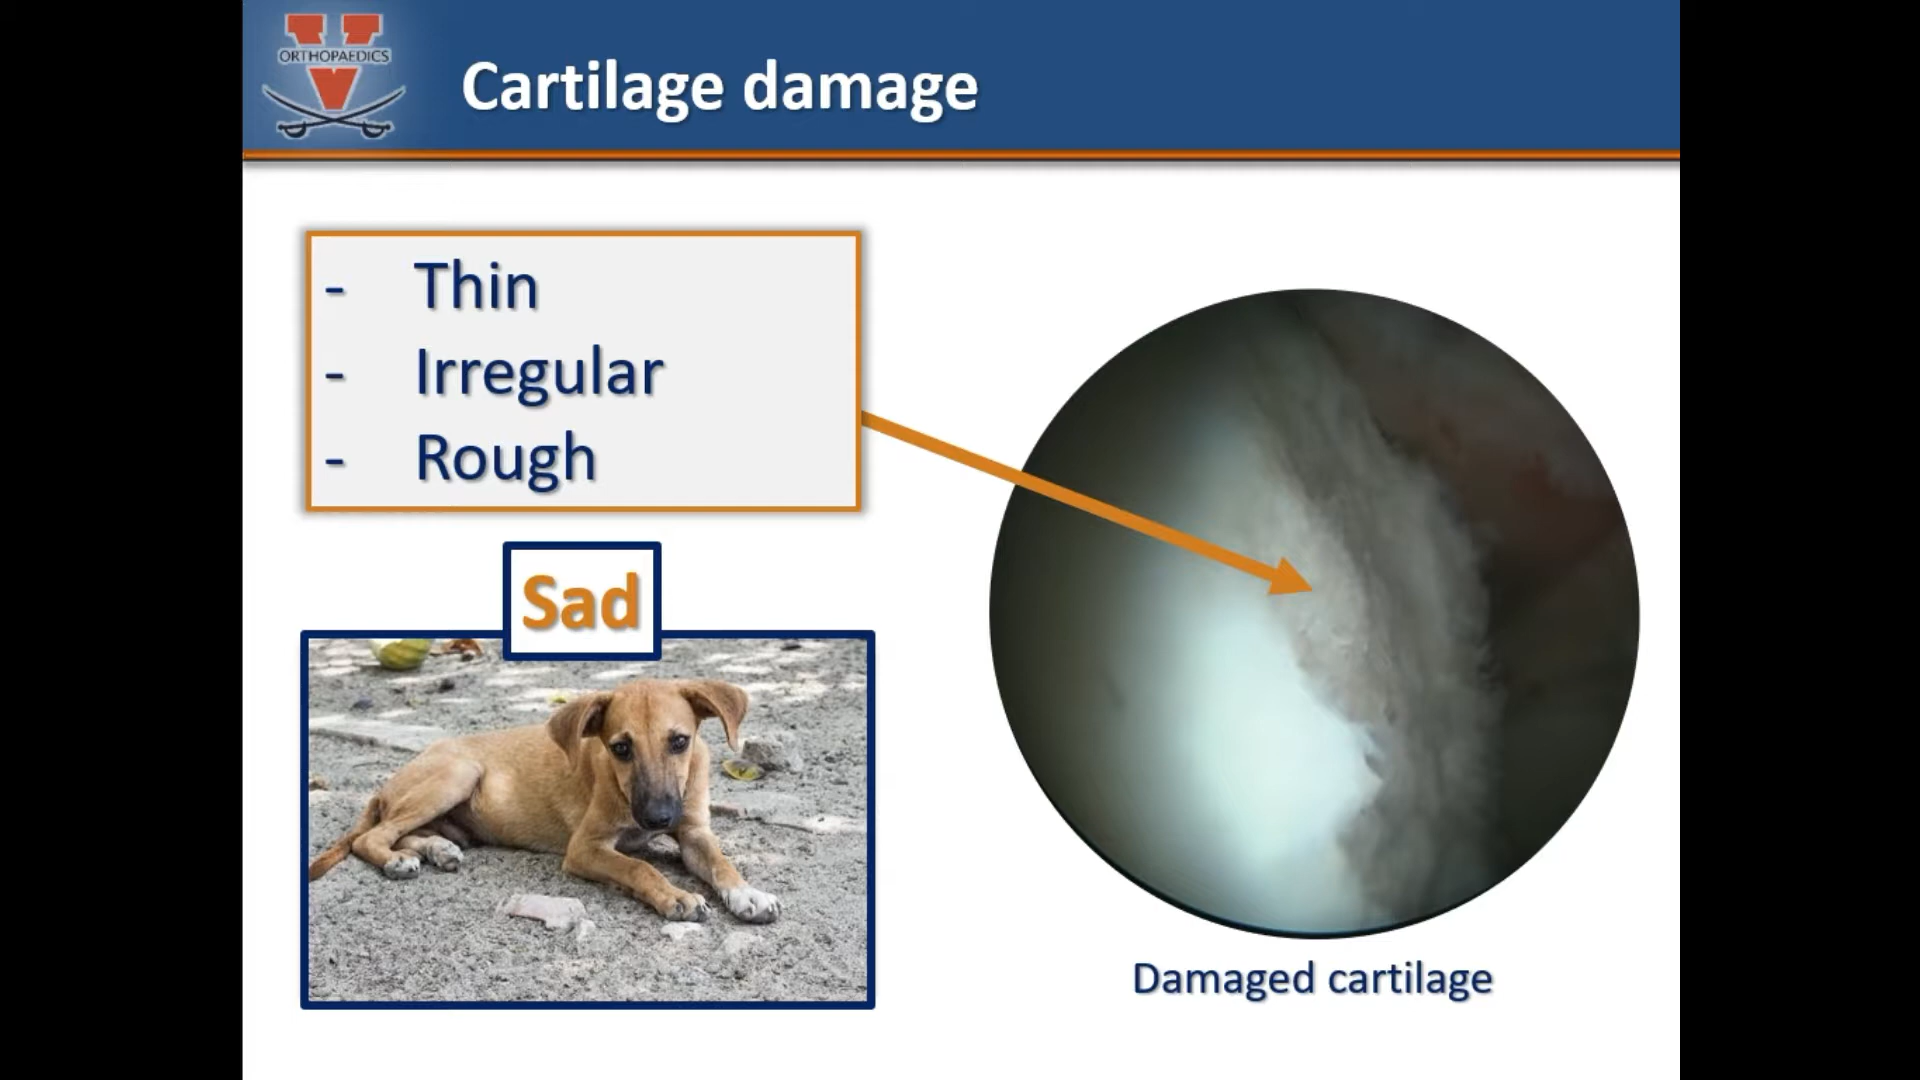 ORTHOPAEDICS
Cartilage damage
- Thin
- Irregular
- Rough
Sad
Damaged cartilage